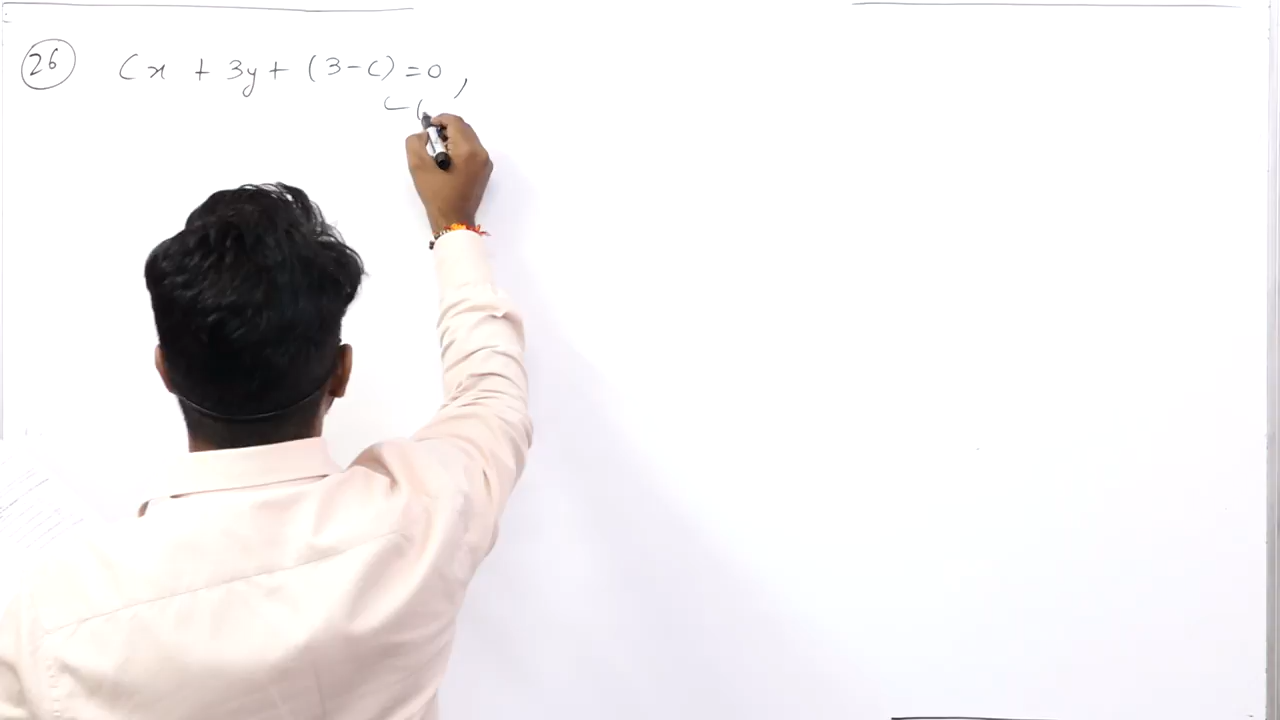 26 Cx + 3y + (3-C) = 0 ,